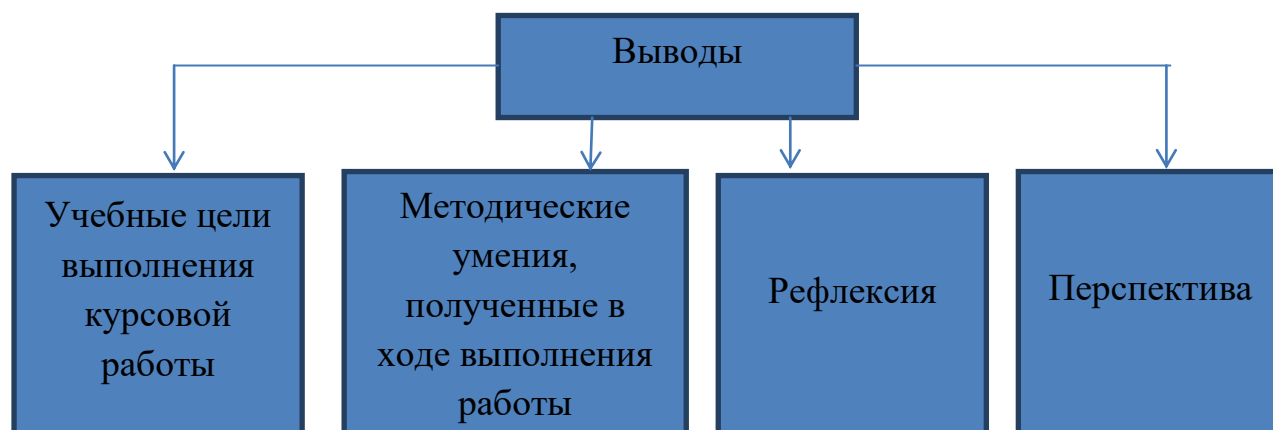 Выводы
Учебные цели
выполнения
курсовой
работы
Методические
умения,
полученные в
ходе выполнения
работы
Рефлексия
Перспектива